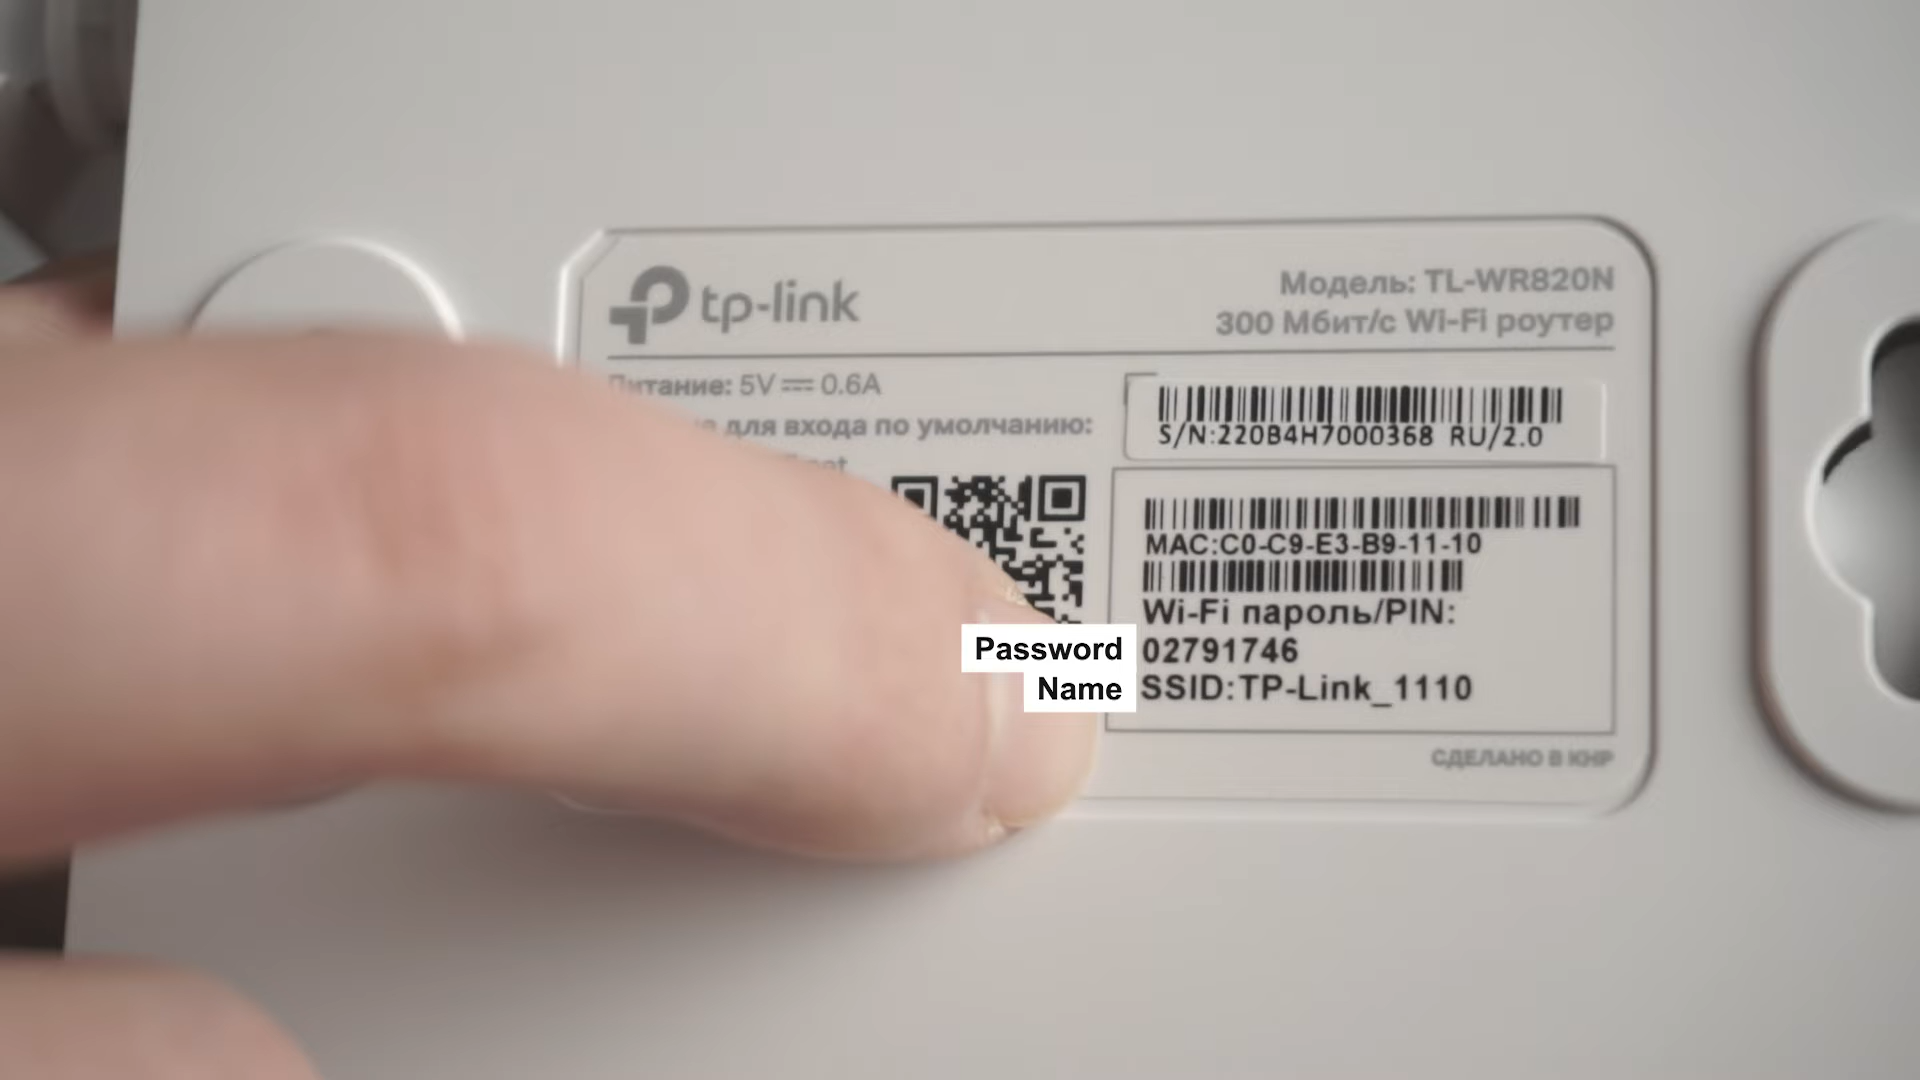 tp-link
Модель: TL-WR820N
300 Мбит/с Wi-Fi роутер
Питание: 5V 0.6A
для входа по умолчанию:
S/N:220B4H7000368 RU/2.0
MAC:C0-C9-E3-B9-11-10
Wi-Fi пароль/PIN:
Password 02791746
Name SSID:TP-Link_1110
СДЕЛАНО В КНР